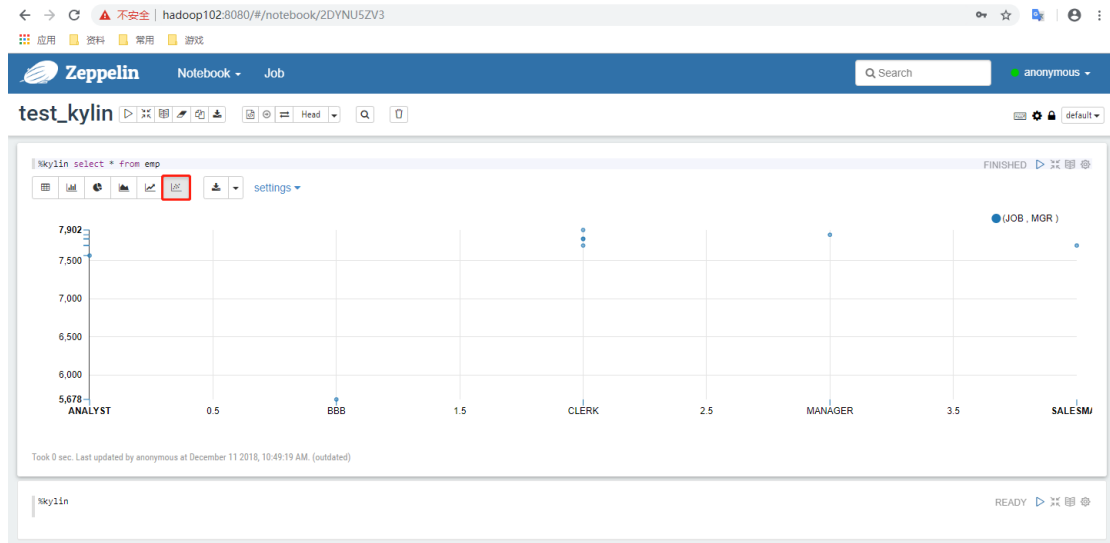 不安全 | hadoop102:8080/#/notebook/2DYNU5ZV3
应用 资料 常用 游戏
Zeppelin Notebook Job Search anonymous
test_kylin Head default
%kylin select * from emp FINISHED
settings
(JOB , MGR )
7,902
7,500
7,000
6,500
6,000
5,678
ANALYST 0.5 BBB 1.5 CLERK 2.5 MANAGER 3.5 SALESMA
Took 0 sec. Last updated by anonymous at December 11 2018, 10:49:19 AM. (outdated)
%kylin READY